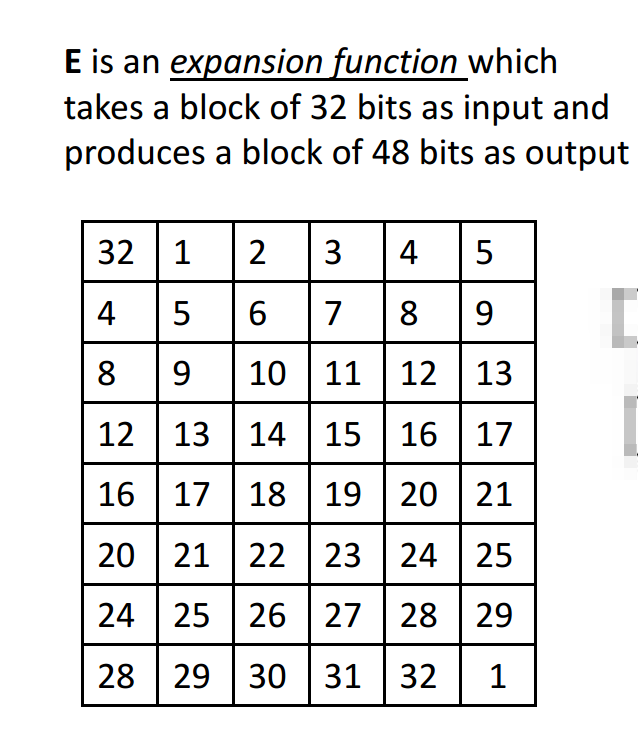 E is an expansion function which
takes a block of 32 bits as input and
produces a block of 48 bits as output
32 1 2 3 4 5
4 5 6 7 8 9
8 9 10 11 12 13
12 13 14 15 16 17
16 17 18 19 20 21
20 21 22 23 24 25
24 25 26 27 28 29
28 29 30 31 32 1